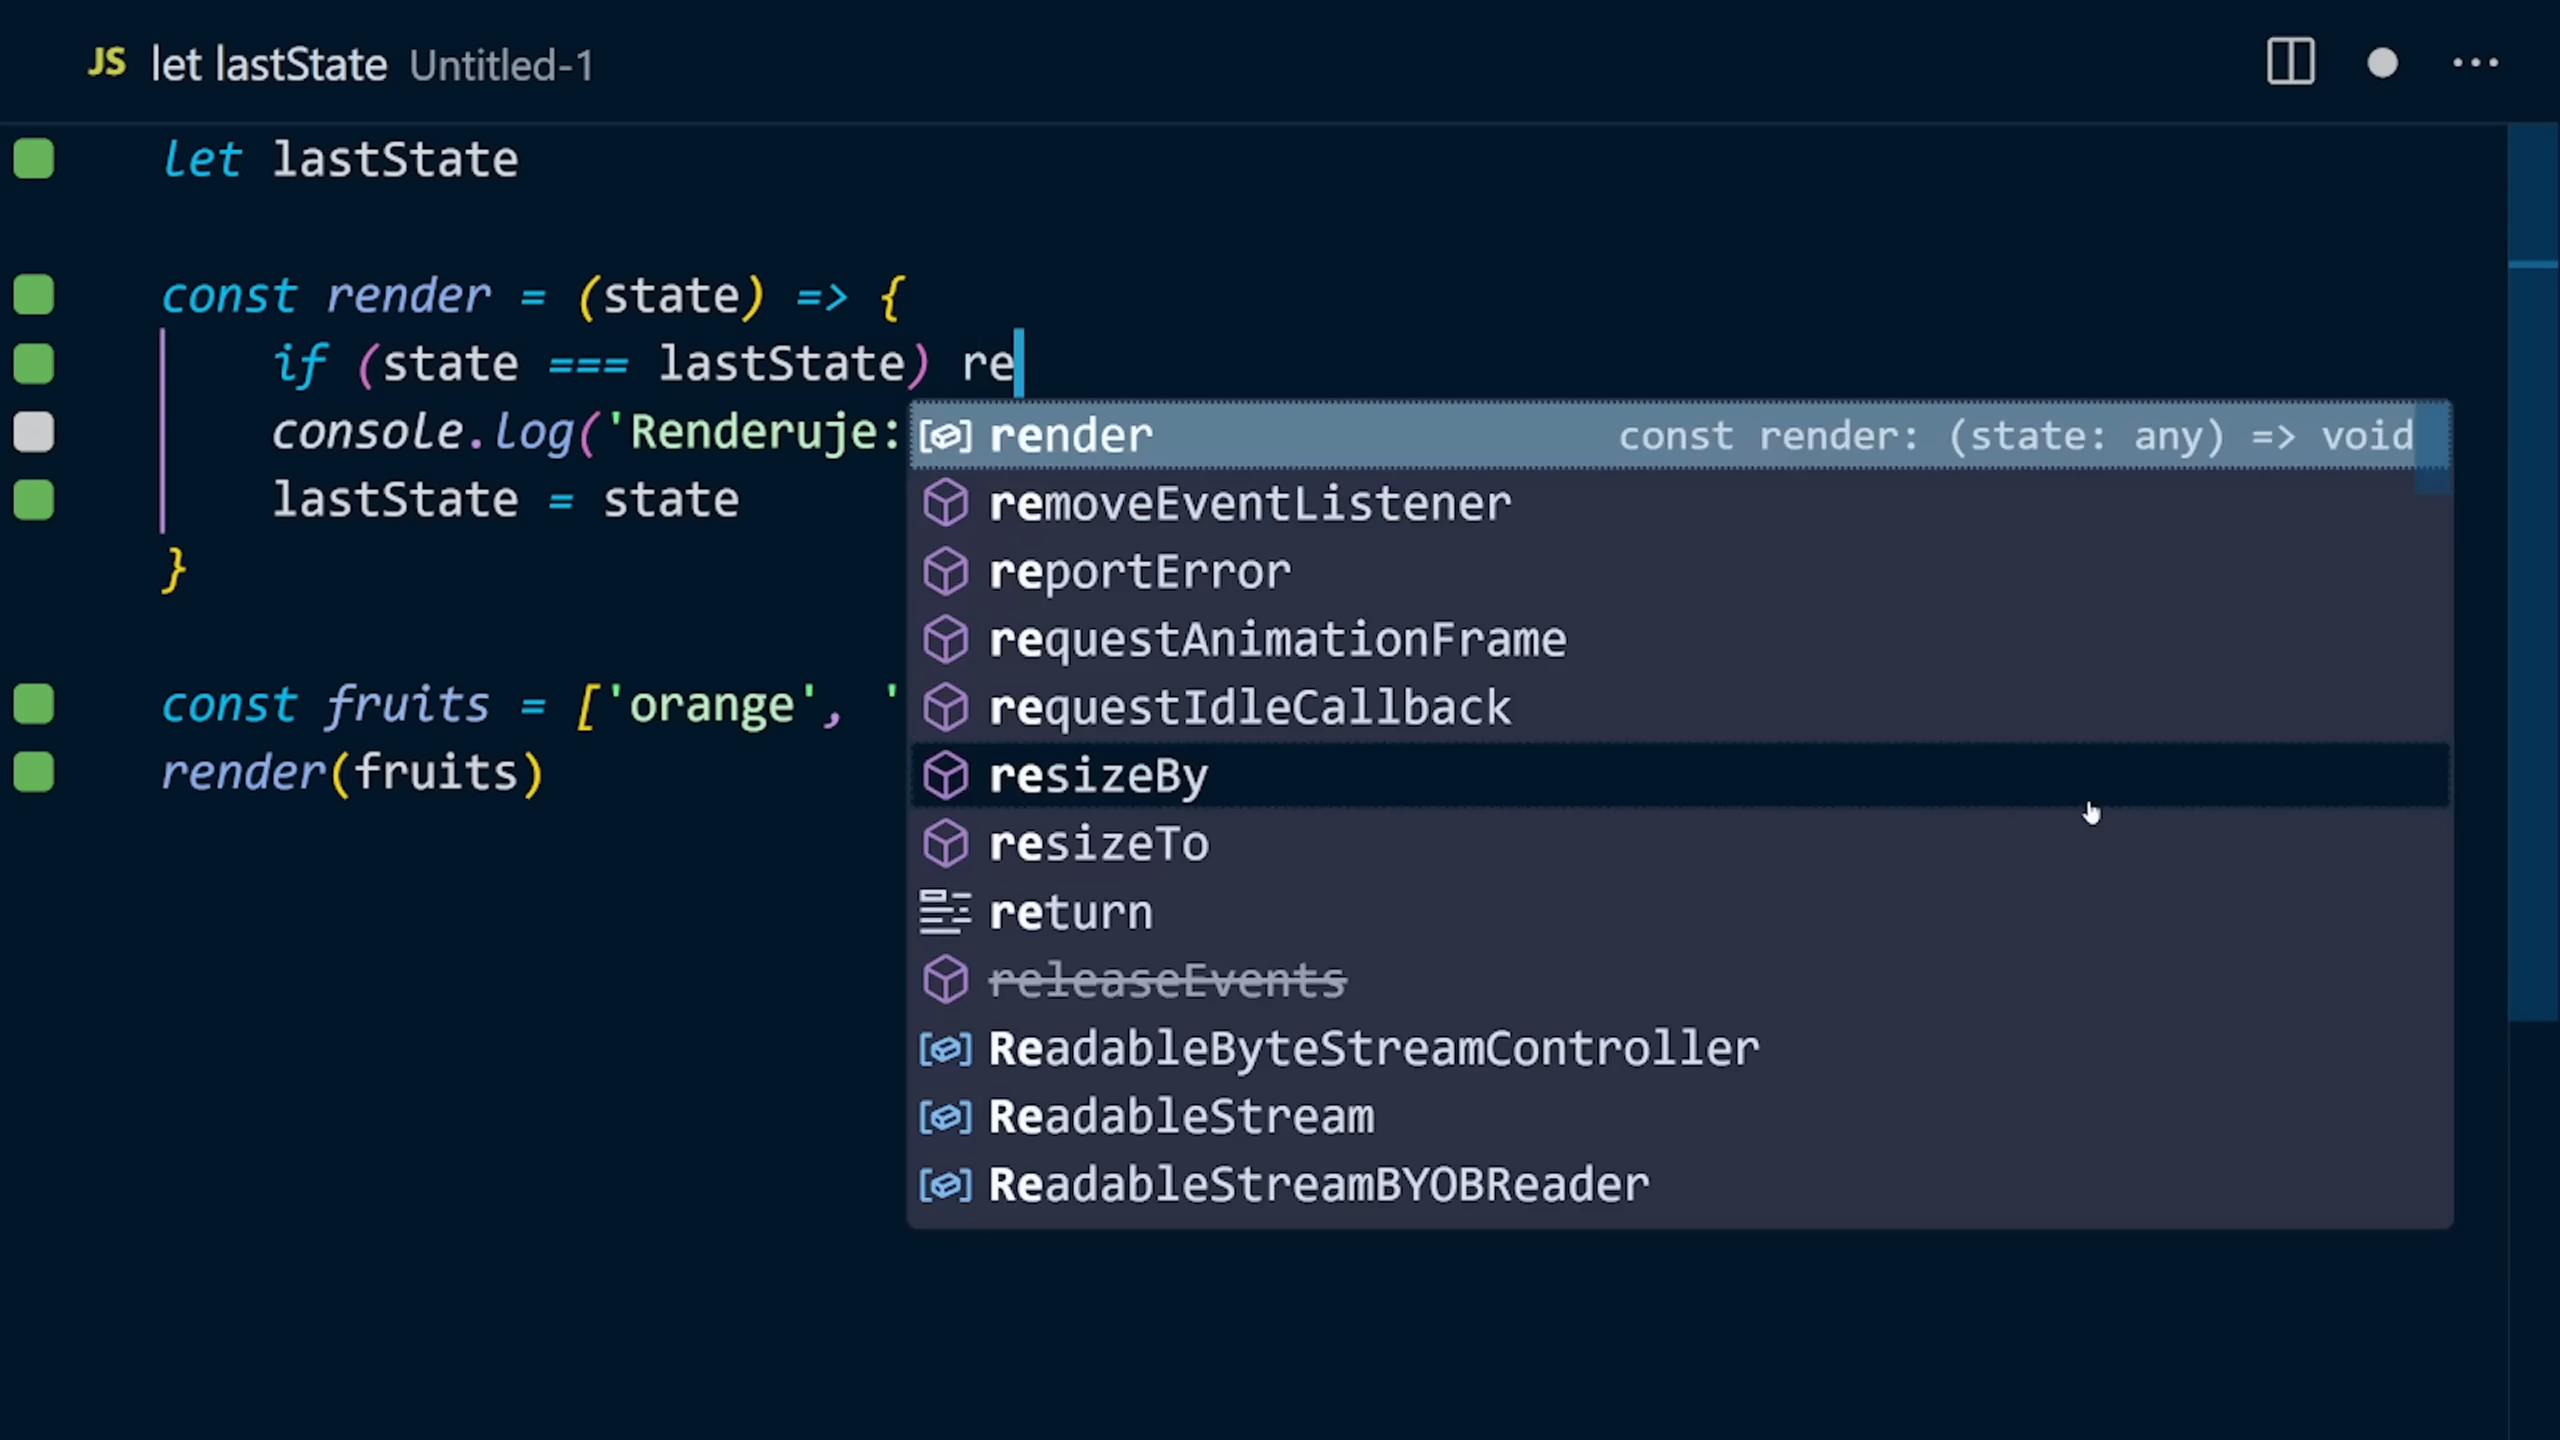 JS let lastState Untitled-1
let lastState
const render = (state) => {
if (state === lastState) re
console.log('Renderuje:
lastState = state
}
const fruits = ['orange', '
render(fruits)
render const render: (state: any) => void
removeEventListener
reportError
requestAnimationFrame
requestIdleCallback
resizeBy
resizeTo
return
releaseEvents
ReadableByteStreamController
ReadableStream
ReadableStreamBYOBReader